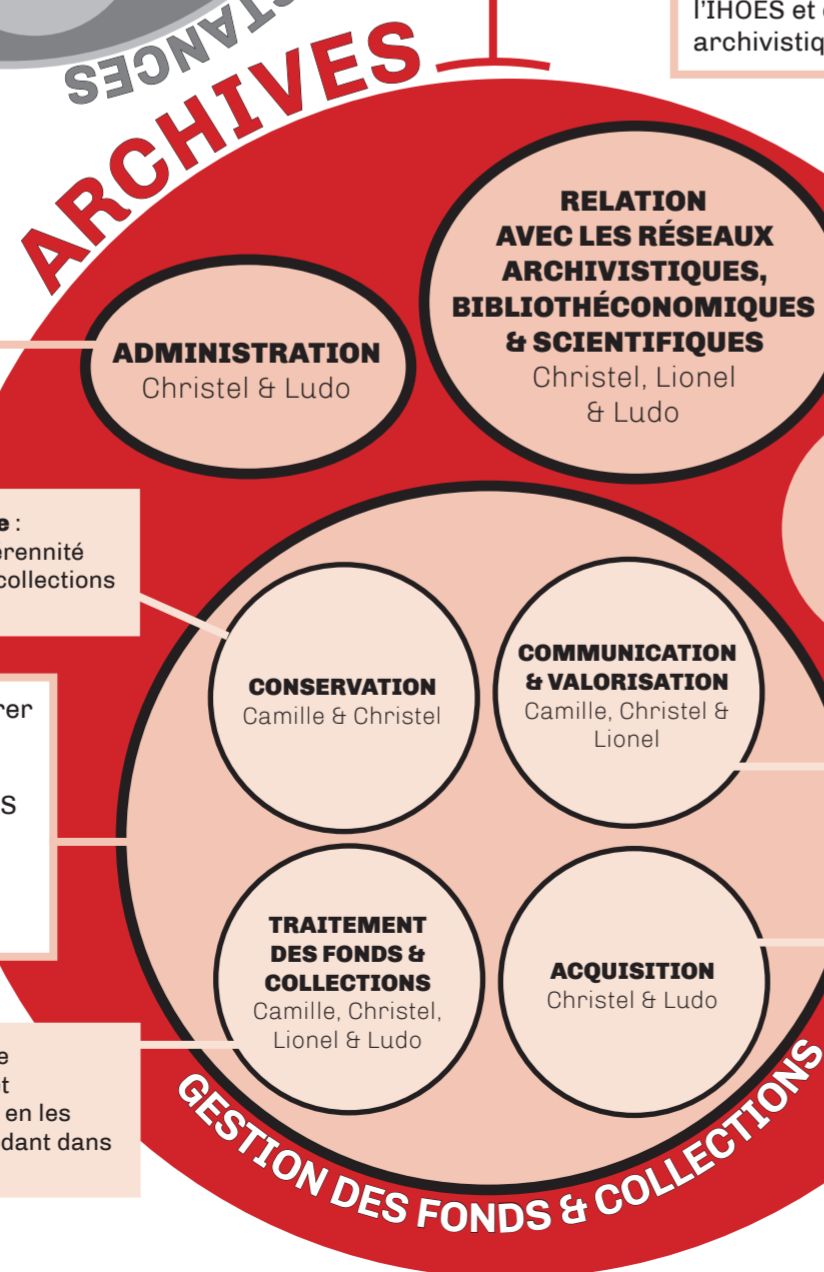 l'IHOES et
archivistiq
ARCHIVES
RELATION
AVEC LES RÉSEAUX
ARCHIVISTIQUES,
BIBLIOTHÉCONOMIQUES
& SCIENTIFIQUES
Christel, Lionel
& Ludo
ADMINISTRATION
Christel & Ludo
e :
érennité
collections
CONSERVATION
Camille & Christel
COMMUNICATION
& VALORISATION
Camille, Christel &
Lionel
rer
S
TRAITEMENT
DES FONDS &
COLLECTIONS
Camille, Christel,
Lionel & Ludo
ACQUISITION
Christel & Ludo
e
et
en les
dant dans
GESTION DES FONDS & COLLECTIONS